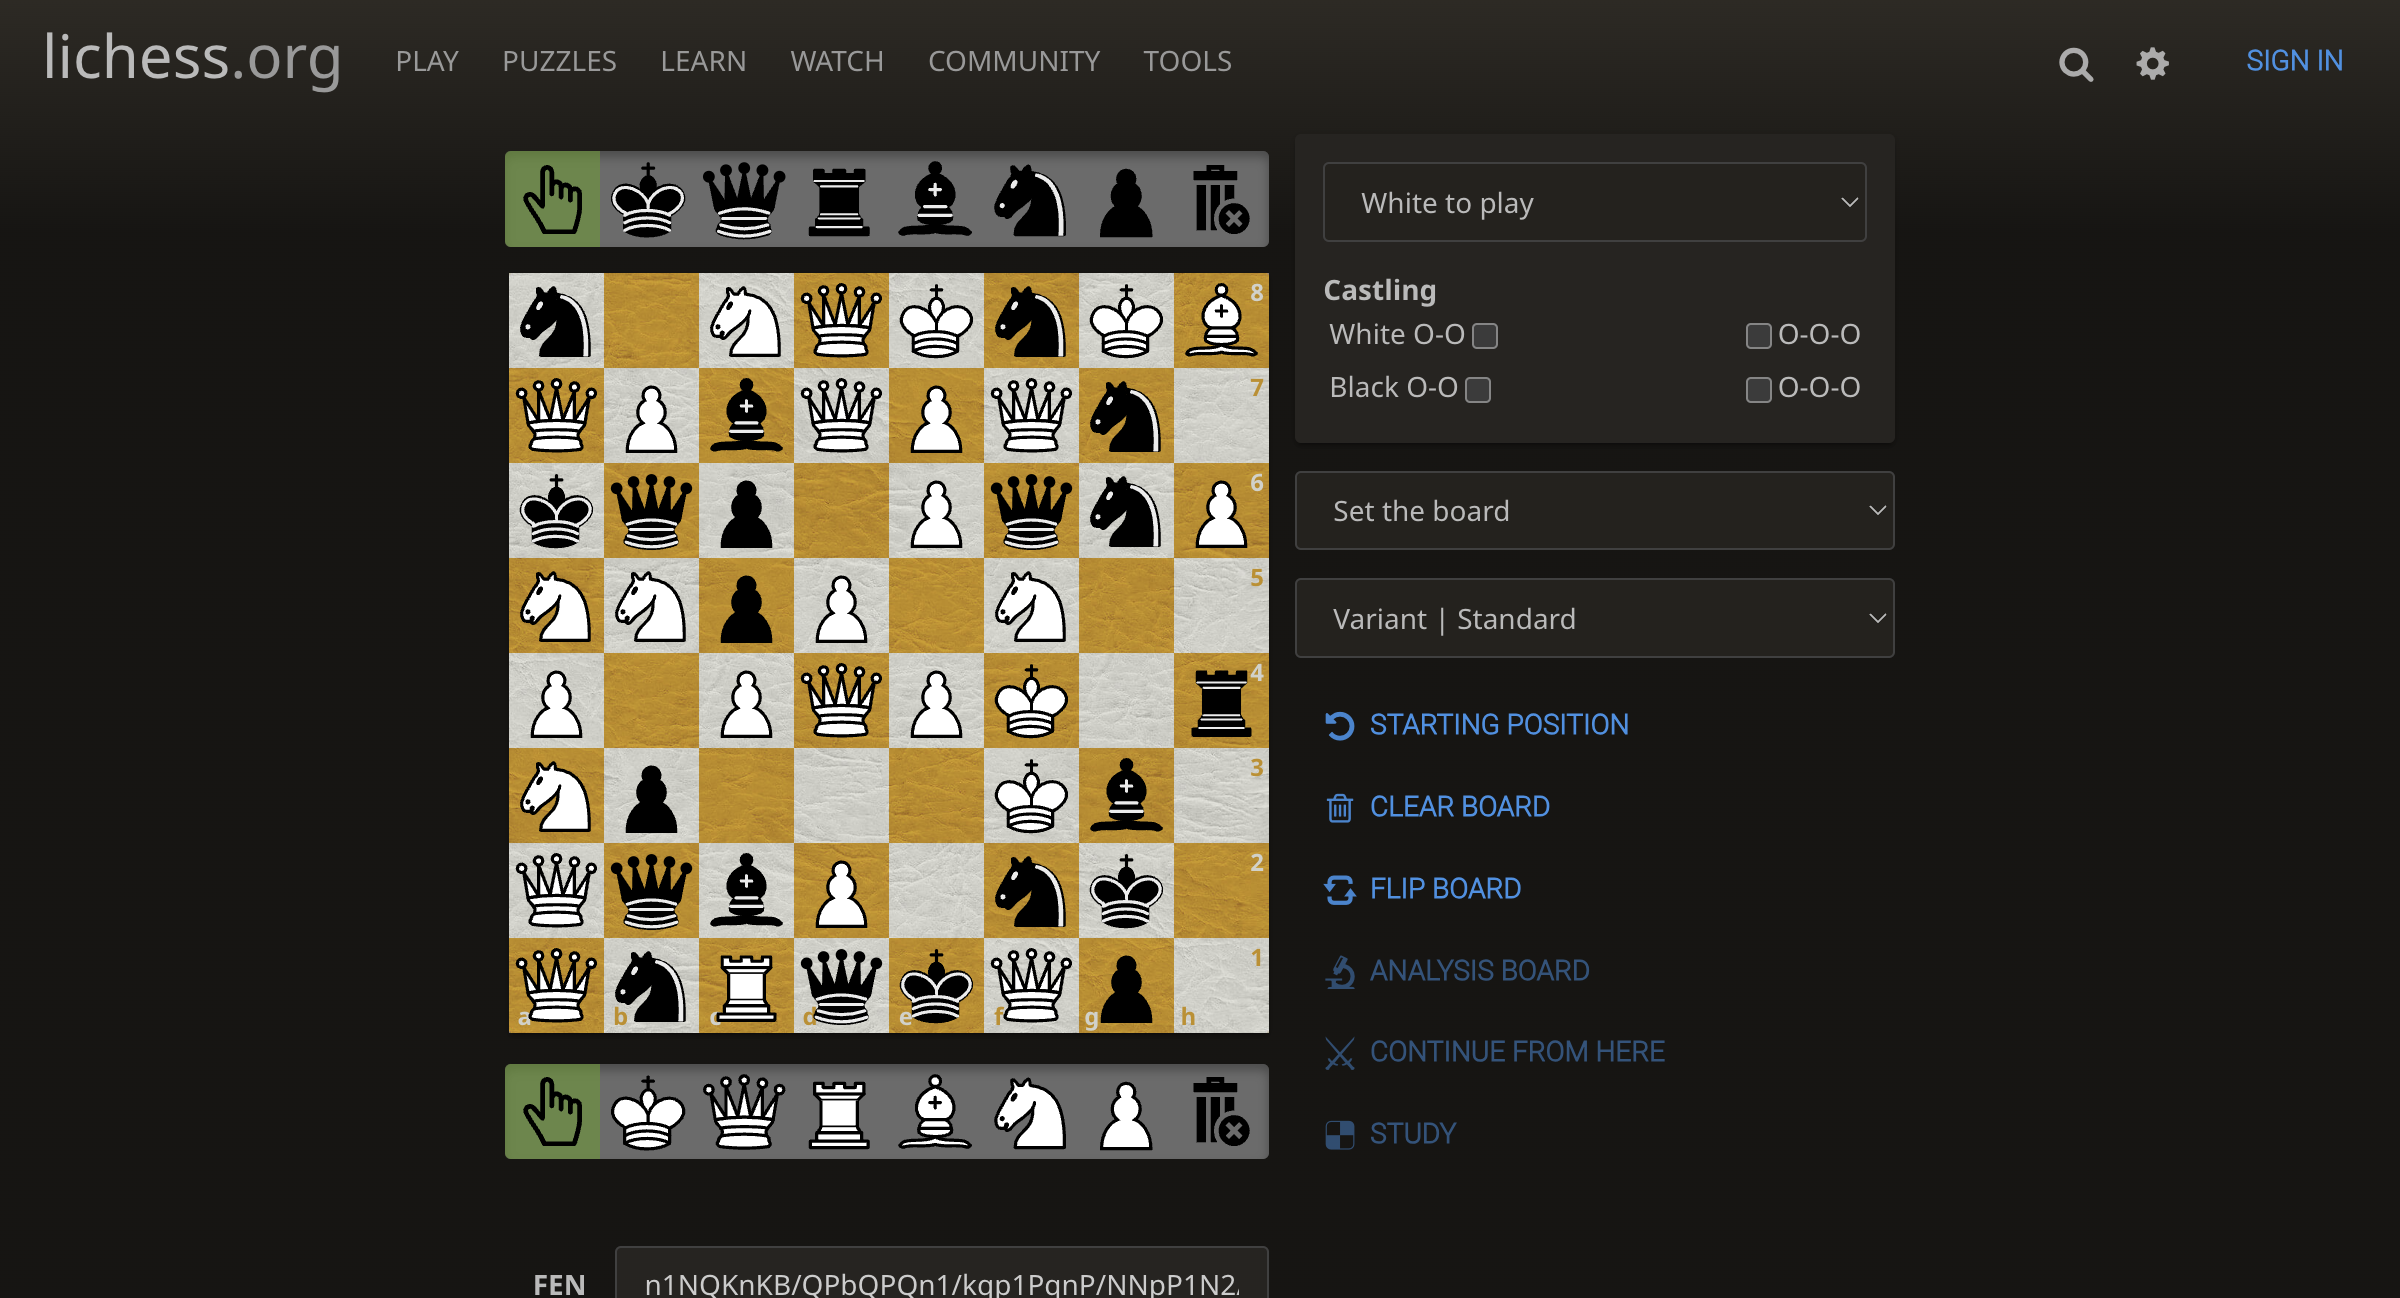 lichess.org PLAY PUZZLES LEARN WATCH COMMUNITY TOOLS SIGN IN
White to play
Castling
White O-O O-O-O
Black O-O O-O-O
Set the board
Variant | Standard
STARTING POSITION
CLEAR BOARD
FLIP BOARD
ANALYSIS BOARD
CONTINUE FROM HERE
STUDY
8
7
6
5
4
3
2
1
a b c d e f g h
FEN n1NQKnKB/QPbQPQn1/kqp1PqnP/NNpP1N2/